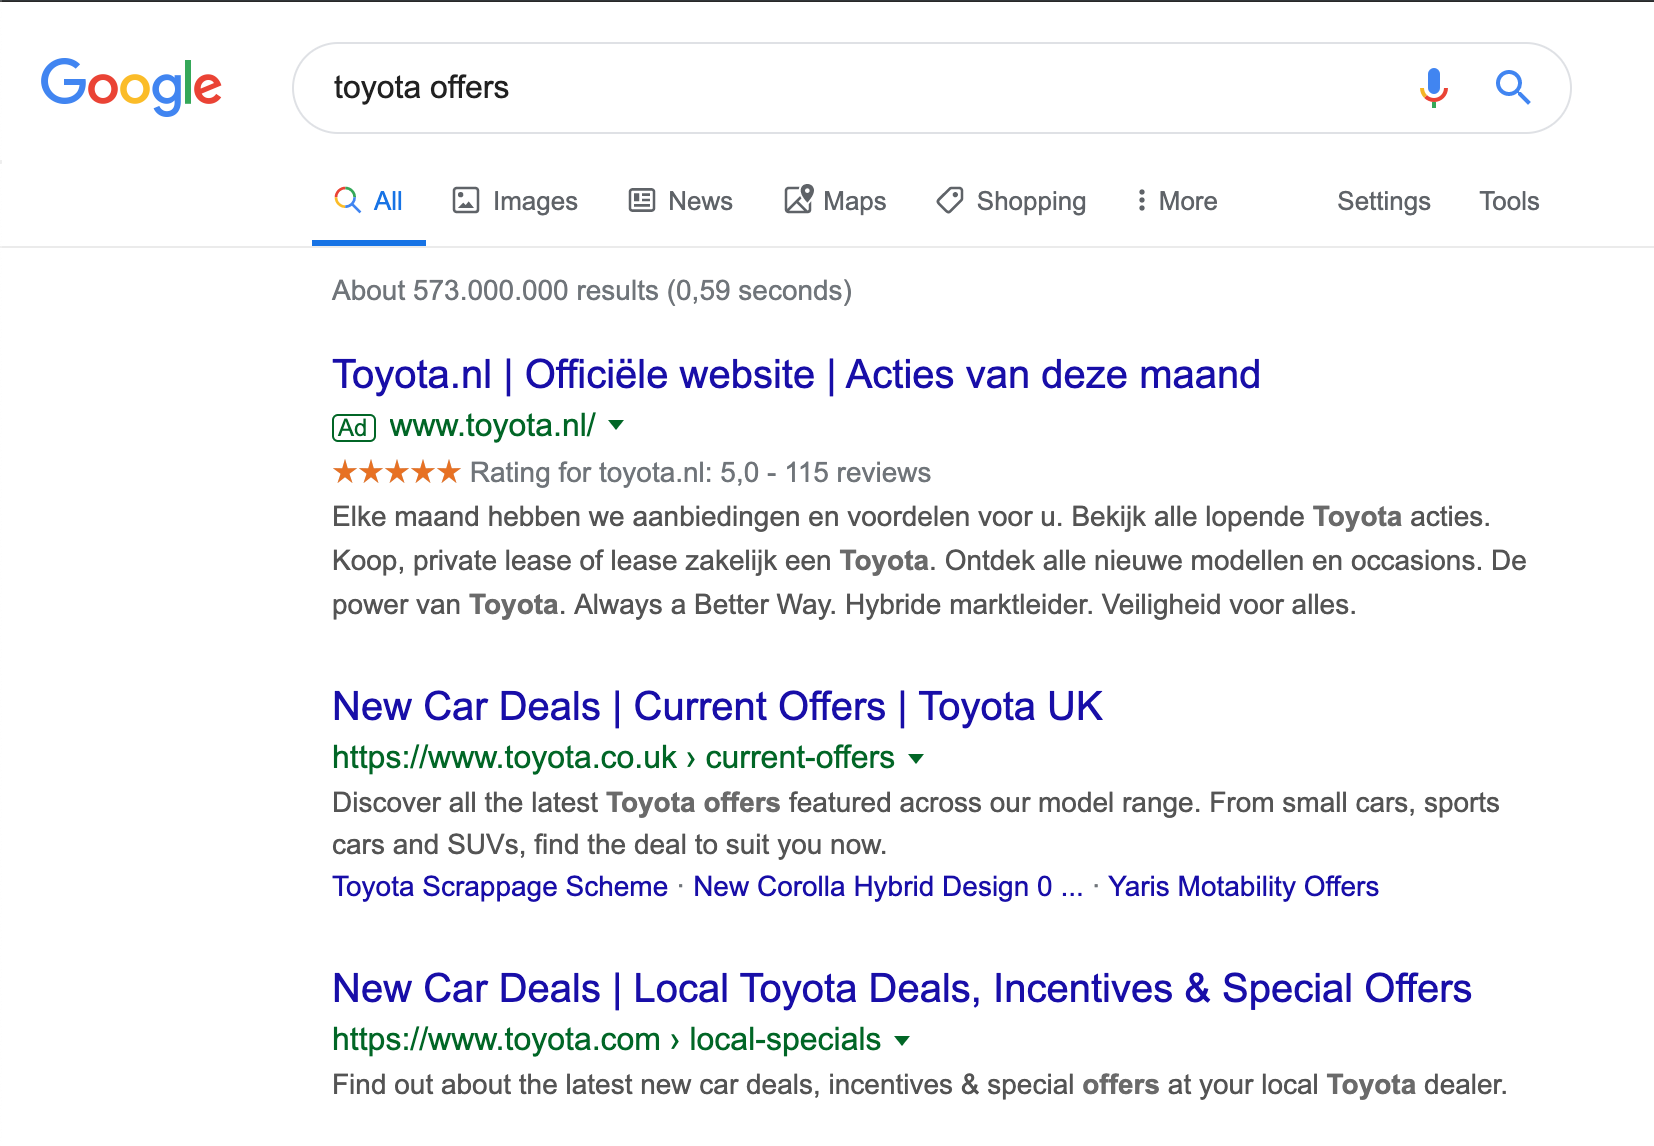 Google
toyota offers
All Images News Maps Shopping More Settings Tools
About 573.000.000 results (0,59 seconds)
Toyota.nl | Officiële website | Acties van deze maand
Ad www.toyota.nl/
Rating for toyota.nl: 5,0 - 115 reviews
Elke maand hebben we aanbiedingen en voordelen voor u. Bekijk alle lopende Toyota acties.
Koop, private lease of lease zakelijk een Toyota. Ontdek alle nieuwe modellen en occasions. De
power van Toyota. Always a Better Way. Hybride marktleider. Veiligheid voor alles.
New Car Deals | Current Offers | Toyota UK
https://www.toyota.co.uk › current-offers
Discover all the latest Toyota offers featured across our model range. From small cars, sports
cars and SUVs, find the deal to suit you now.
Toyota Scrappage Scheme · New Corolla Hybrid Design 0 ... · Yaris Motability Offers
New Car Deals | Local Toyota Deals, Incentives & Special Offers
https://www.toyota.com › local-specials
Find out about the latest new car deals, incentives & special offers at your local Toyota dealer.